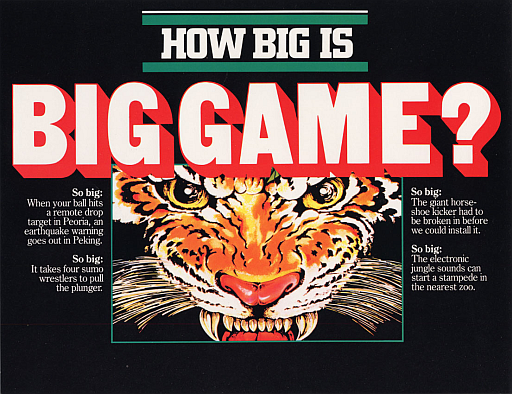 HOW BIG IS
BIG GAME?
So big:
When your ball hits
a remote drop
target in Peoria, an
earthquake warning
goes out in Peking.
So big:
It takes four sumo
wrestlers to pull
the plunger.
So big:
The giant horse-
shoe kicker had to
be broken in before
we could install it.
So big:
The electronic
jungle sounds can
start a stampede in
the nearest zoo.